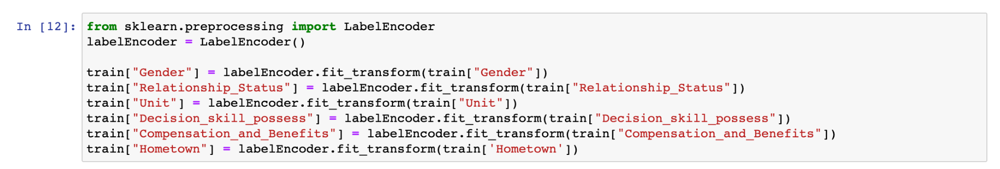 In [12]: from sklearn.preprocessing import LabelEncoder
labelEncoder = LabelEncoder()
train["Gender"] = labelEncoder.fit_transform(train["Gender"])
train["Relationship_Status"] = labelEncoder.fit_transform(train["Relationship_Status"])
train["Unit"] = labelEncoder.fit_transform(train["Unit"])
train["Decision_skill_possess"] = labelEncoder.fit_transform(train["Decision_skill_possess"])
train["Compensation_and_Benefits"] = labelEncoder.fit_transform(train["Compensation_and_Benefits"])
train["Hometown"] = labelEncoder.fit_transform(train['Hometown'])